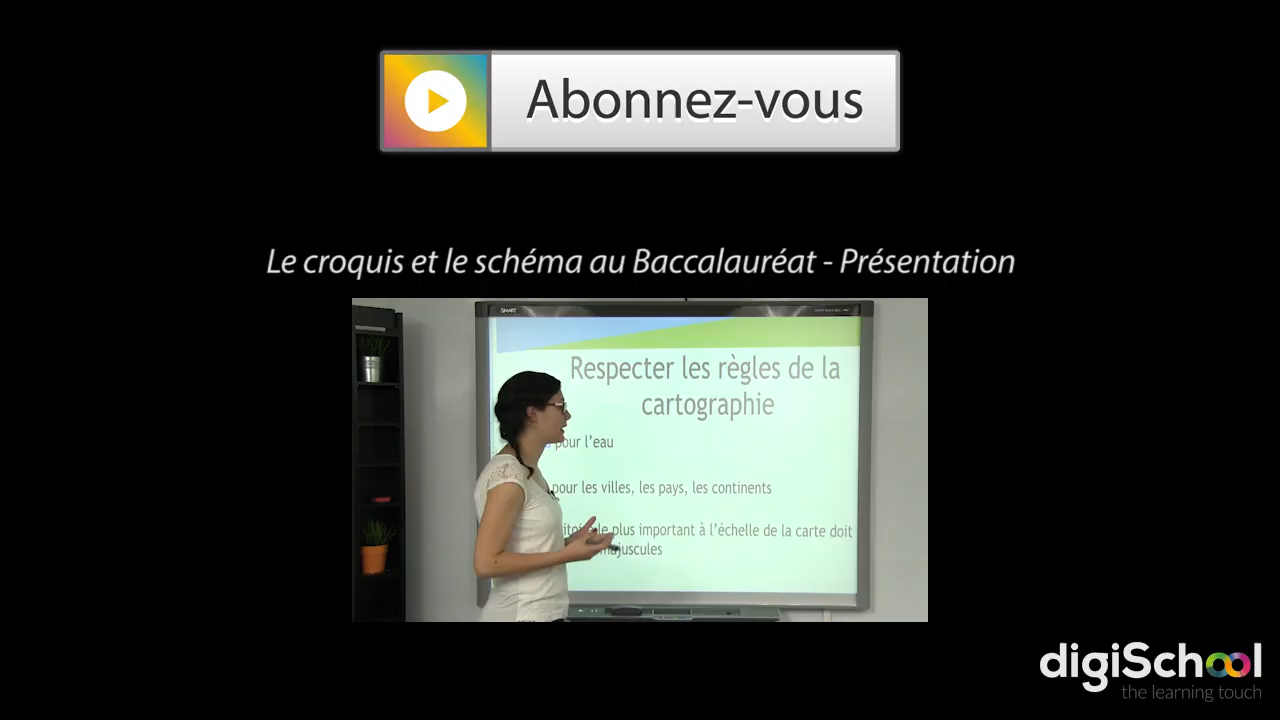 Abonnez-vous
Le croquis et le schéma au Baccalauréat - Présentation
SMART
Respecter les règles de la
cartographie
pour l'eau
pour les villes, les pays, les continents
le plus important à l'échelle de la carte doit
majuscules
digiSchool
the learning touch